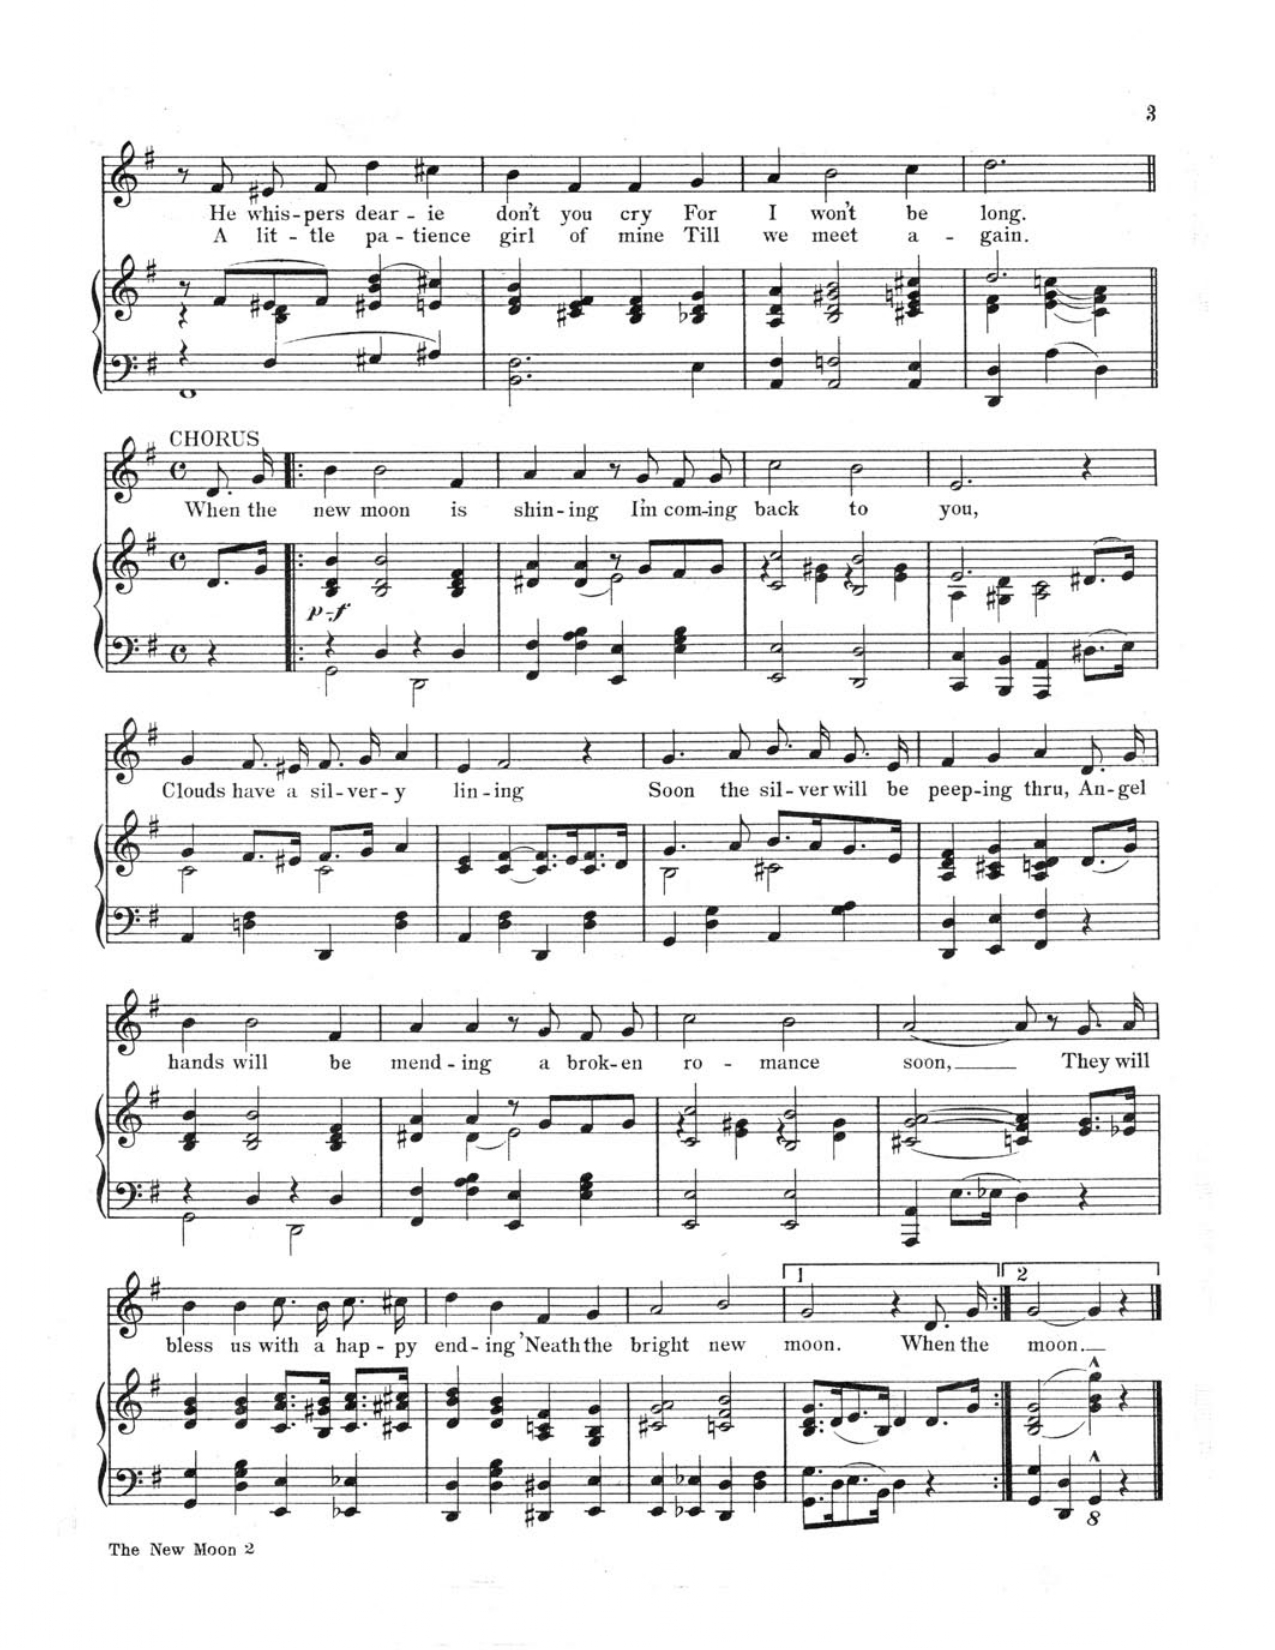 3
He whis - pers dear - ie don't you cry For I won't be long.
A lit - tle pa - tience girl of mine Till we meet a - gain.
CHORUS
When the new moon is shin - ing I'm com - ing back to you,
p-f
Clouds have a sil - ver - y lin - ing Soon the sil - ver will be peep - ing thru, An - gel
hands will be mend - ing a brok - en ro - mance soon, They will
1 2
bless us with a hap - py end - ing 'Neath the bright new moon. When the moon.
8
The New Moon 2